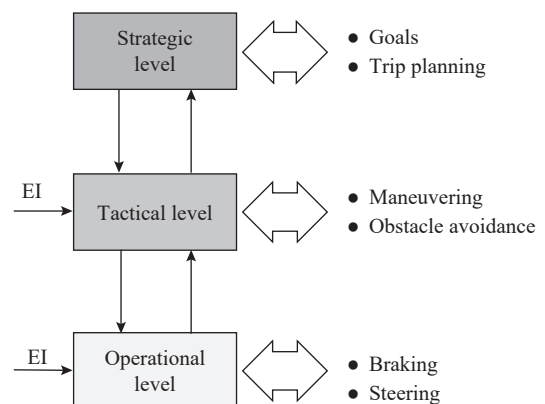 Strategic
level
● Goals
● Trip planning
EI
Tactical level
● Maneuvering
● Obstacle avoidance
EI
Operational
level
● Braking
● Steering